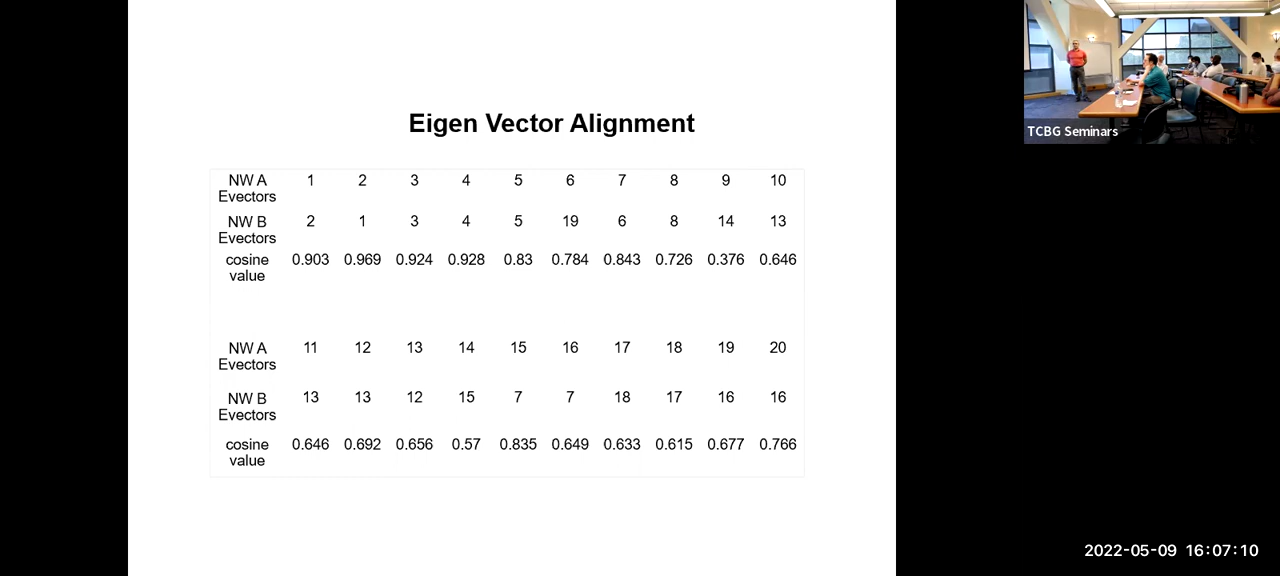 Eigen Vector Alignment
NW A Evectors 1 2 3 4 5 6 7 8 9 10
NW B Evectors 2 1 3 4 5 19 6 8 14 13
cosine value 0.903 0.969 0.924 0.928 0.83 0.784 0.843 0.726 0.376 0.646
NW A Evectors 11 12 13 14 15 16 17 18 19 20
NW B Evectors 13 13 12 15 7 7 18 17 16 16
cosine value 0.646 0.692 0.656 0.57 0.835 0.649 0.633 0.615 0.677 0.766
TCBG Seminars
2022-05-09 16:07:10